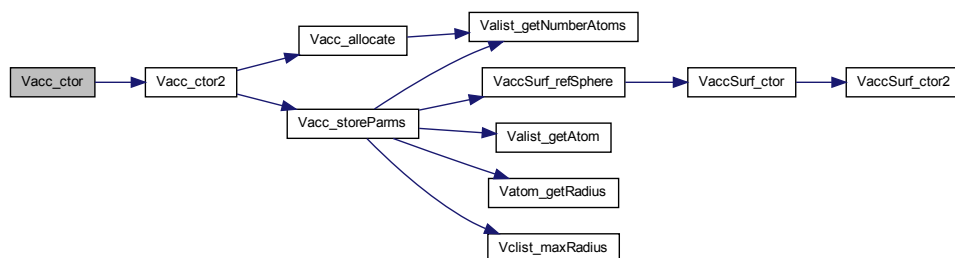 Vacc_ctor
Vacc_ctor2
Vacc_allocate
Vacc_storeParms
Valist_getNumberAtoms
VaccSurf_refSphere
Valist_getAtom
Vatom_getRadius
Vclist_maxRadius
VaccSurf_ctor
VaccSurf_ctor2